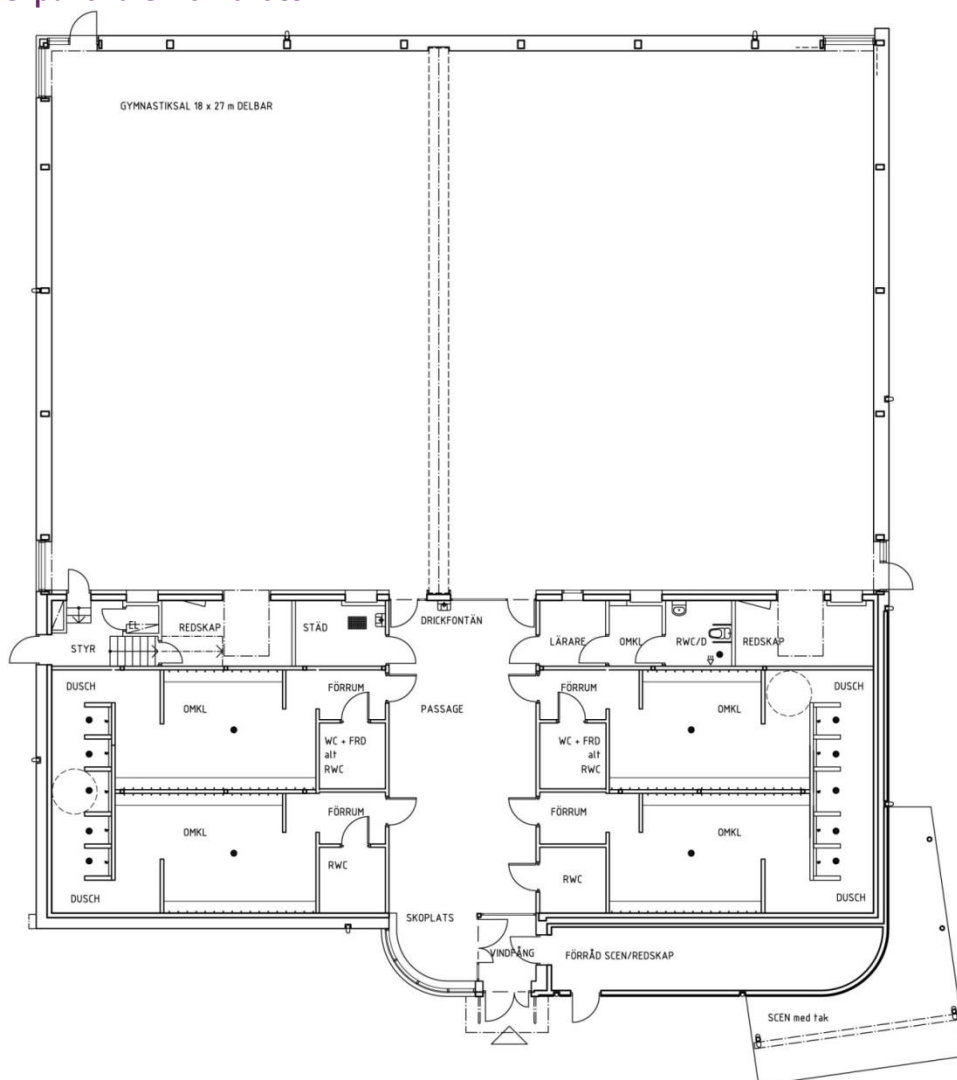 GYMNASTIKSAL 18 x 27 m DELBAR
DRICKFONTÄN
REDSKAP
STÄD
STYR
LÄRARE
OMKL
RWC/D
REDSKAP
DUSCH
OMKL
FÖRRUM
PASSAGE
FÖRRUM
OMKL
DUSCH
WC + FRD
alt
RWC
WC + FRD
alt
RWC
OMKL
FÖRRUM
FÖRRUM
OMKL
RWC
RWC
DUSCH
DUSCH
SKOPLATS
VINDFÅNG
FÖRRÅD SCEN/REDSKAP
SCEN med tak